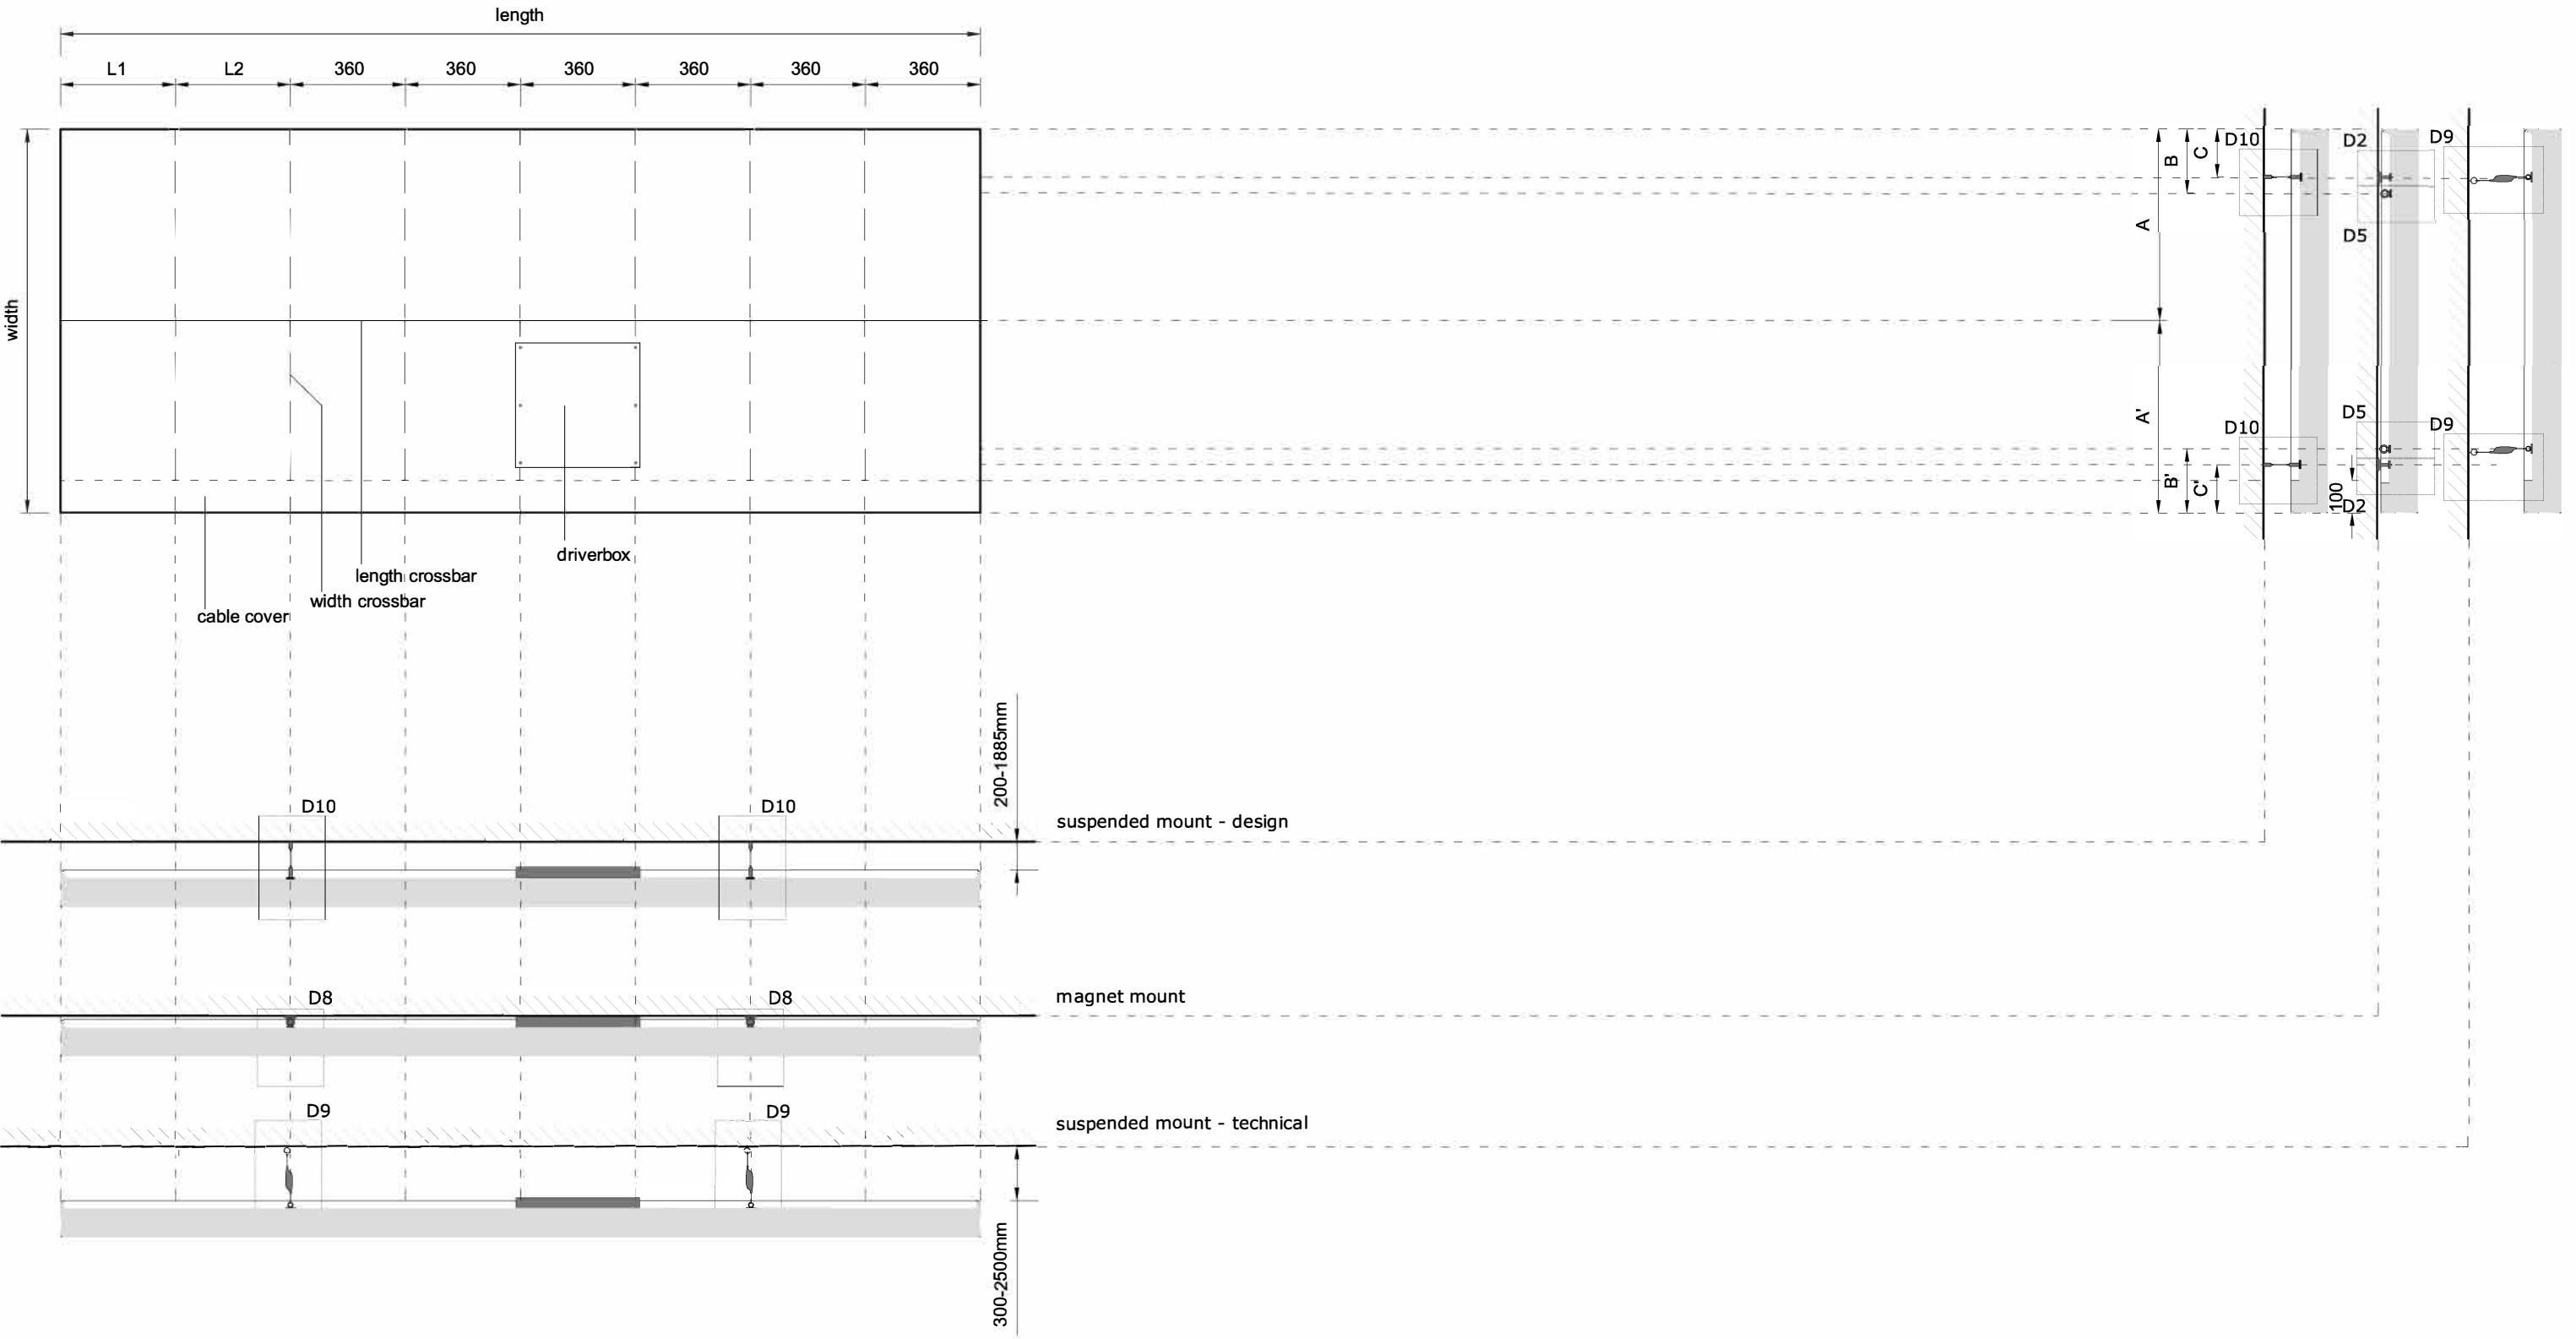 length
L1 L2 360 360 360 360 360 360
width
driverbox
length crossbar
width crossbar
cable cover
A B C
A' B' C'
100
D10 D2 D9
D5
D5
D10 D9
D2
200-1885mm
D10 D10
suspended mount - design
D8 D8
magnet mount
D9 D9
suspended mount - technical
300-2500mm